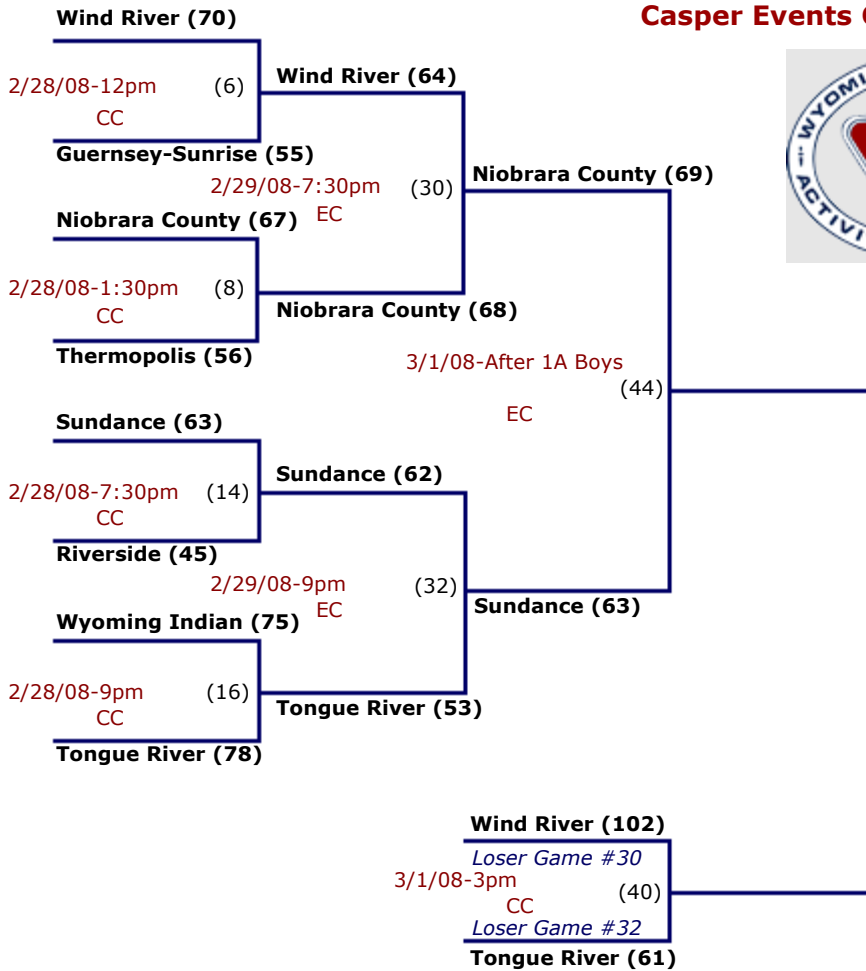 Wind River (70)
Casper Events
2/28/08-12pm
(6)
CC
Wind River (64)
Guernsey-Sunrise (55)
2/29/08-7:30pm
(30)
EC
Niobrara County (69)
Niobrara County (67)
2/28/08-1:30pm
(8)
CC
Niobrara County (68)
Thermopolis (56)
3/1/08-After 1A Boys
(44)
EC
Sundance (63)
2/28/08-7:30pm
(14)
CC
Sundance (62)
Riverside (45)
2/29/08-9pm
(32)
EC
Sundance (63)
Wyoming Indian (75)
2/28/08-9pm
(16)
CC
Tongue River (53)
Tongue River (78)
Wind River (102)
Loser Game #30
3/1/08-3pm
(40)
CC
Loser Game #32
Tongue River (61)